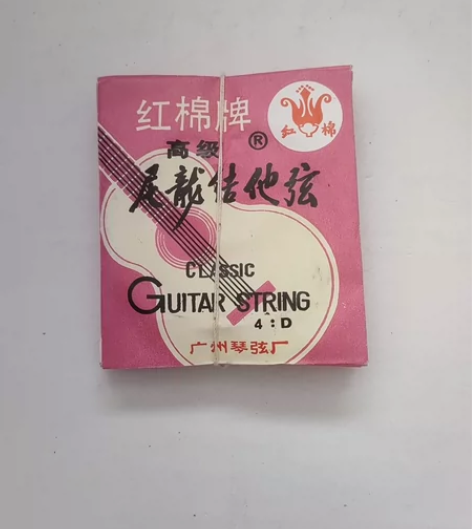 红棉牌
红 棉
高级 ®
尾龙结他弦
CLASSIC
GUITAR STRING
4:D
广州琴弦厂